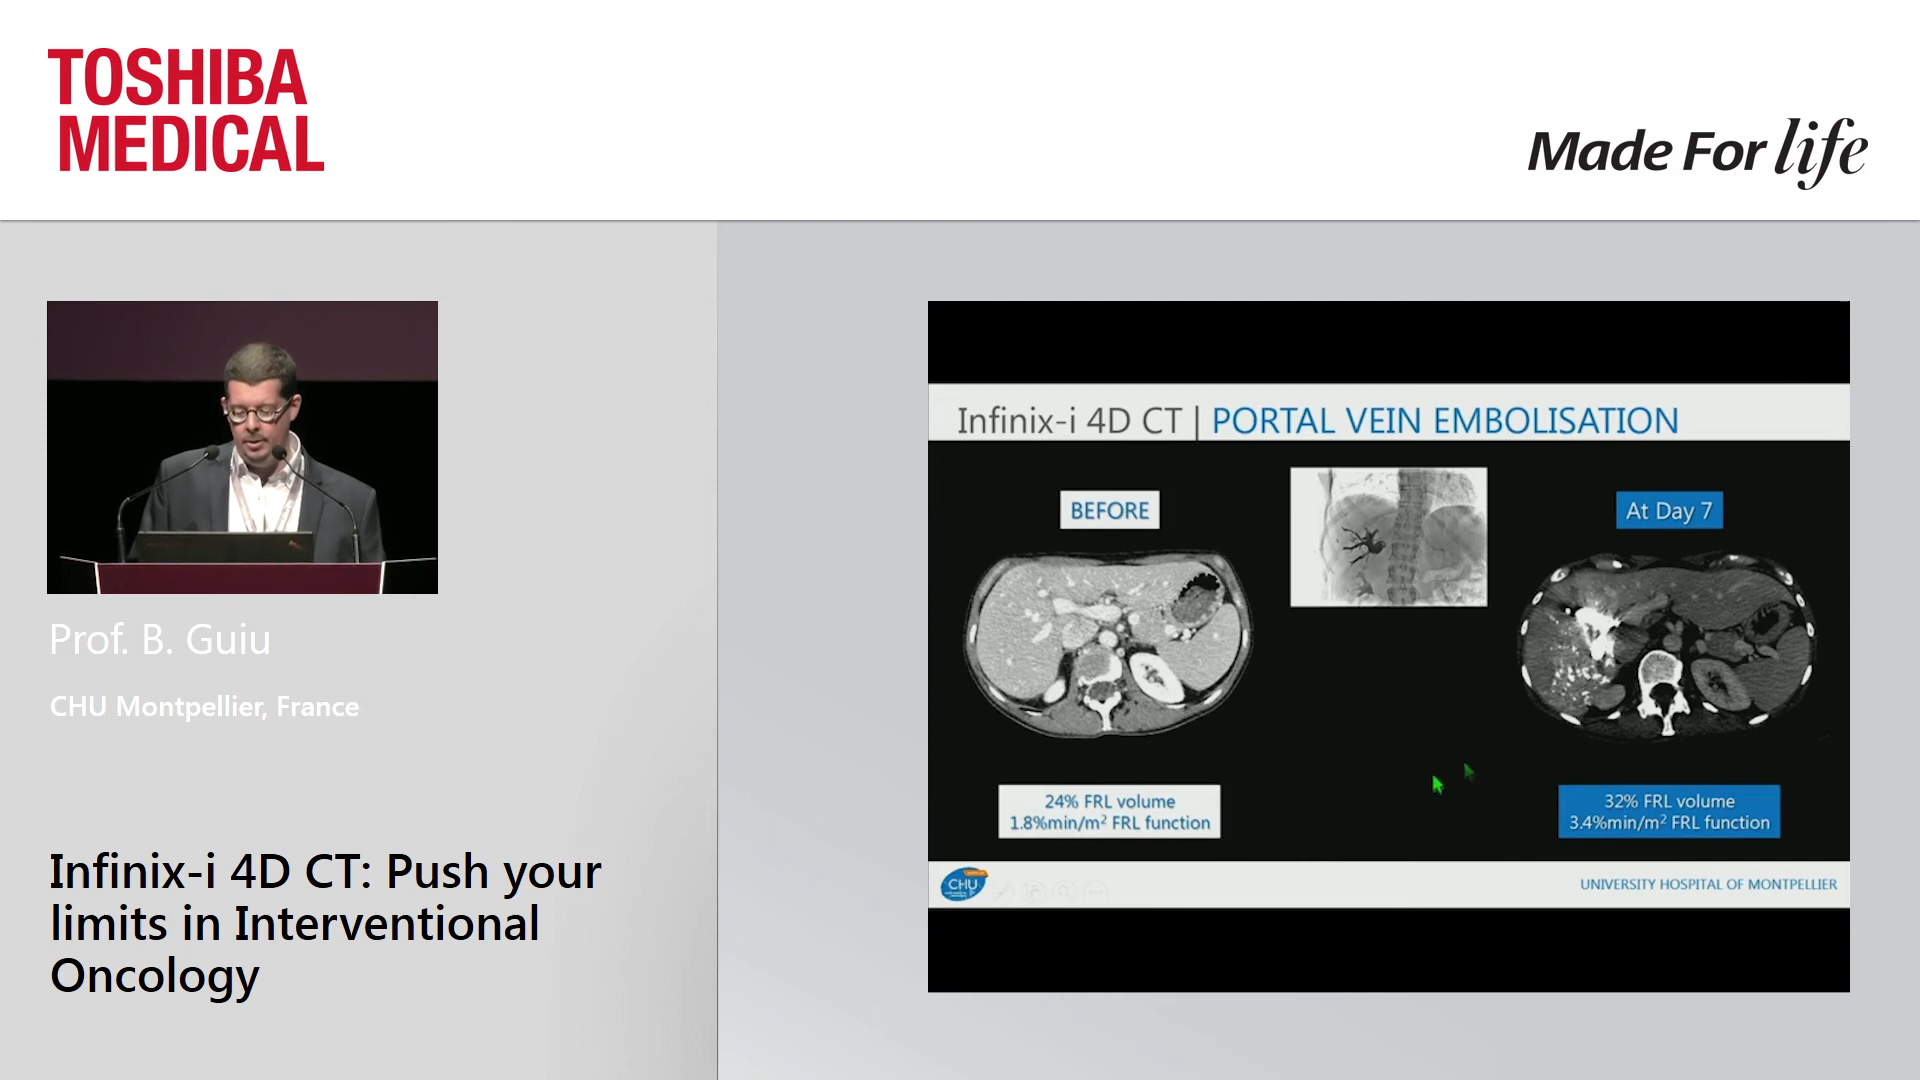 TOSHIBA
MEDICAL
Made For life
Prof. B. Guiu
CHU Montpellier, France
Infinix-i 4D CT: Push your
limits in Interventional
Oncology
Infinix-i 4D CT | PORTAL VEIN EMBOLISATION
BEFORE
At Day 7
24% FRL volume
1.8%min/m² FRL function
32% FRL volume
3.4%min/m² FRL function
CHU
UNIVERSITY HOSPITAL OF MONTPELLIER